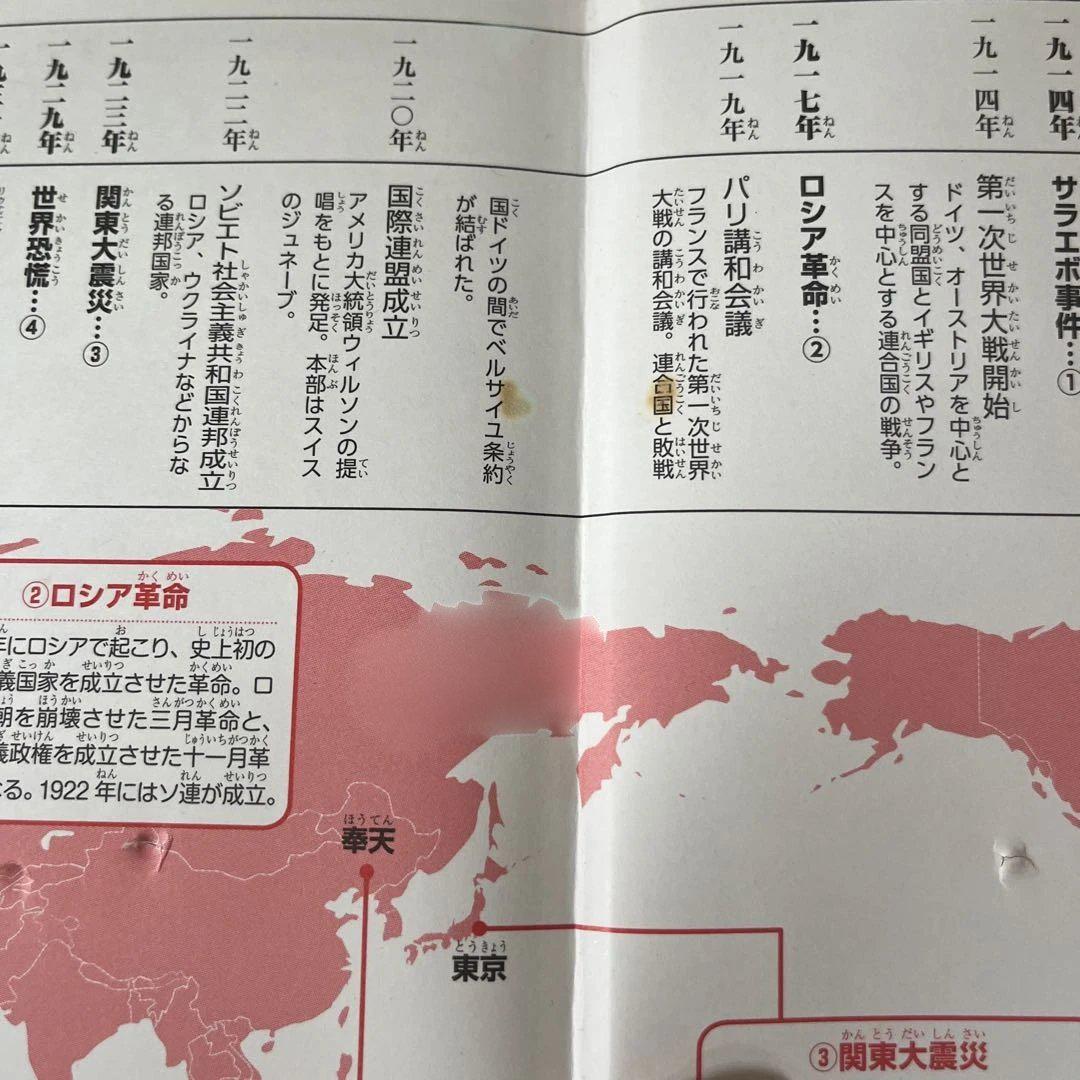 一九一四年
サラエボ事件…①
一九一四年
第一次世界大戦開始
ドイツ、オーストリアを中心と
する同盟国とイギリスやフラン
スを中心とする連合国の戦争。
一九一七年
ロシア革命…②
一九一九年
パリ講和会議
フランスで行われた第一次世界
大戦の講和会議。連合国と敗戦
国ドイツの間でベルサイユ条約
が結ばれた。
一九二〇年
国際連盟成立
アメリカ大統領ウィルソンの提
唱をもとに発足。本部はスイス
のジュネーブ。
一九二二年
ソビエト社会主義共和国連邦成立
ロシア、ウクライナなどからな
る連邦国家。
一九二三年
関東大震災…③
一九二九年
世界恐慌…④
②ロシア革命
年にロシアで起こり、史上初の
義国家を成立させた革命。ロ
朝を崩壊させた三月革命と、
義政権を成立させた十一月革
なる。1922年にはソ連が成立。
奉天
東京
③関東大震災